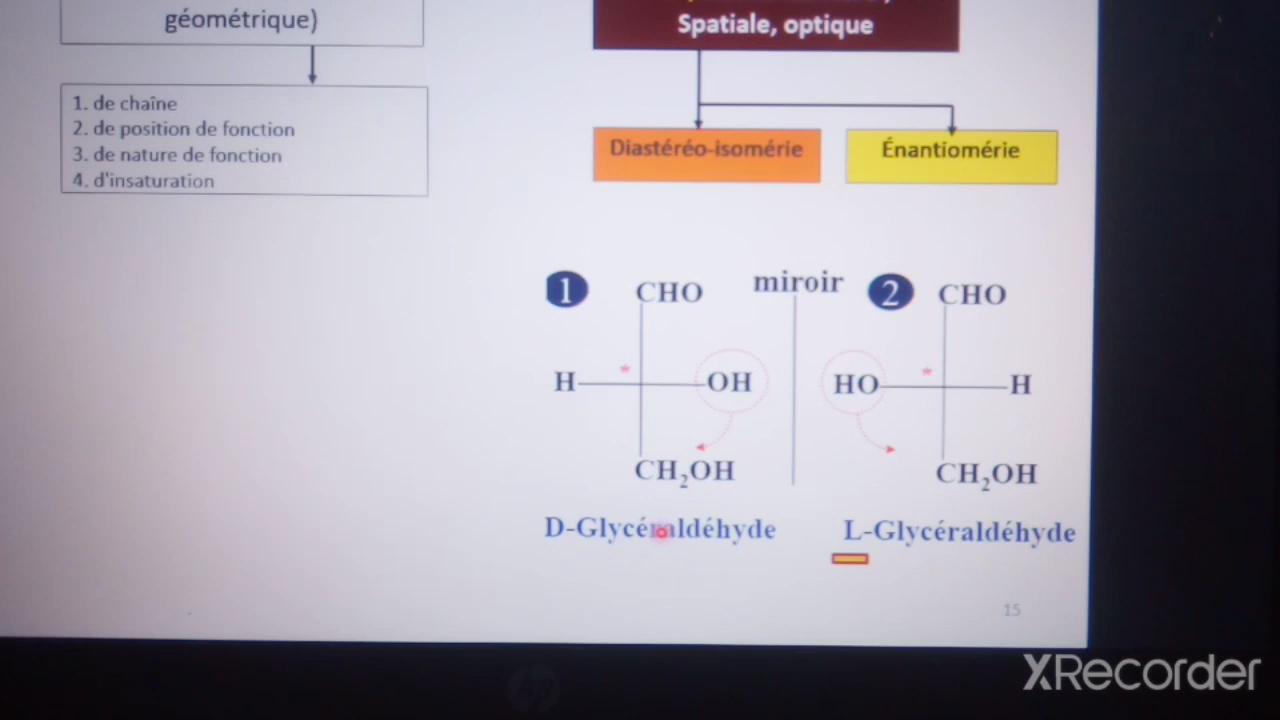 géométrique)
1. de chaîne
2. de position de fonction
3. de nature de fonction
4. d'insaturation
Spatiale, optique
Diastéréo-isomérie
Énantiomérie
1
CHO
miroir
2
CHO
H
*
OH
HO
*
H
CH₂OH
CH₂OH
D-Glycéraldéhyde
L-Glycéraldéhyde
15
hp
XRecorder